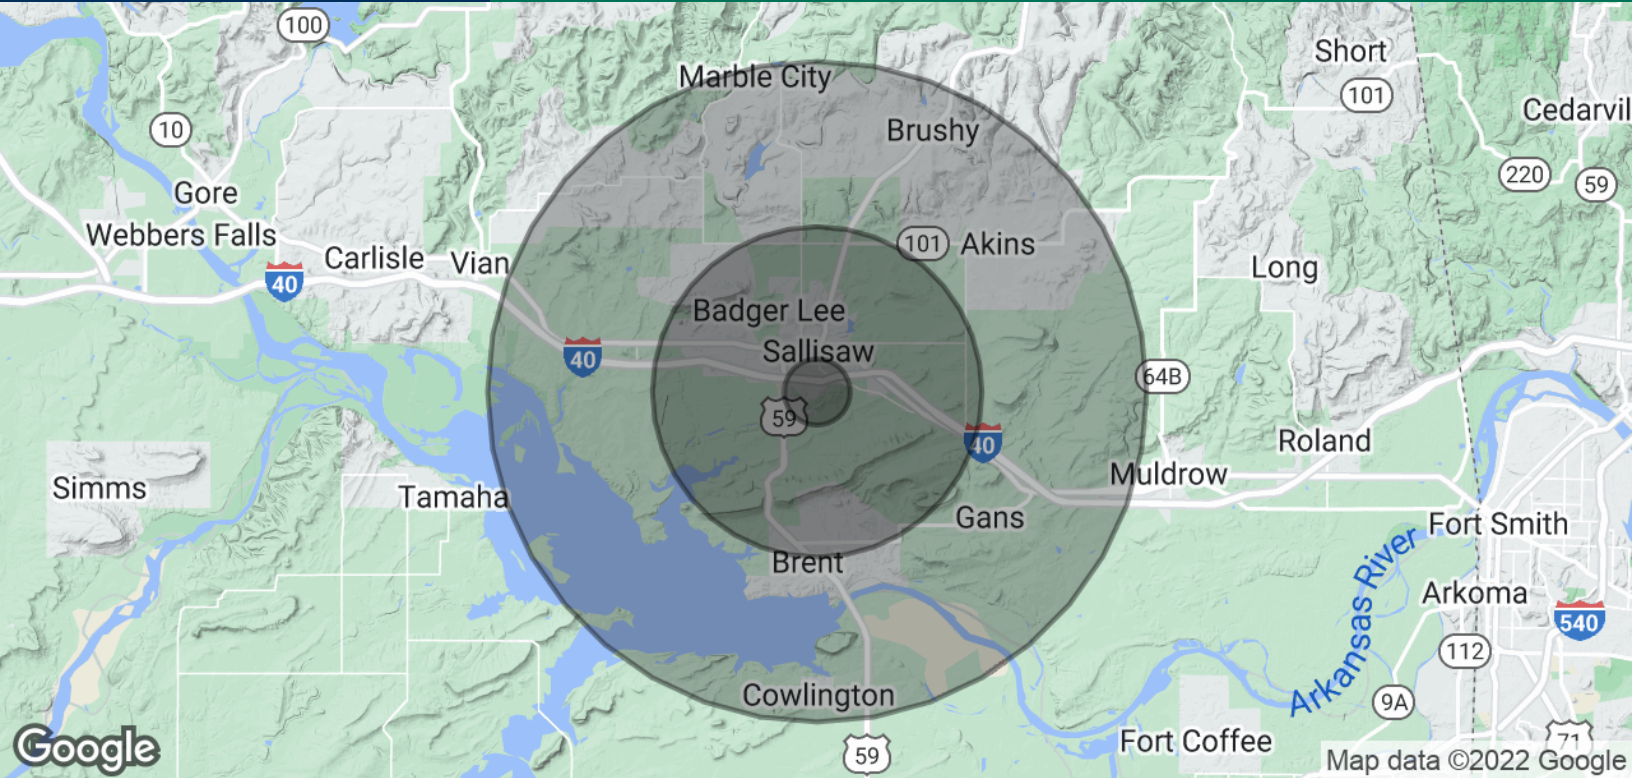 100
Short
Marble City
101
Cedarvil
10
Brushy
220
59
Gore
Webbers Falls
101
Akins
Carlisle
Vian
Long
40
Badger Lee
40
Sallisaw
64B
59
40
Roland
Muldrow
Simms
Tamaha
Gans
Fort Smith
Brent
Arkansas River
Arkoma
540
112
Cowlington
9A
Fort Coffee
71
59
Google
Map data ©2022 Google